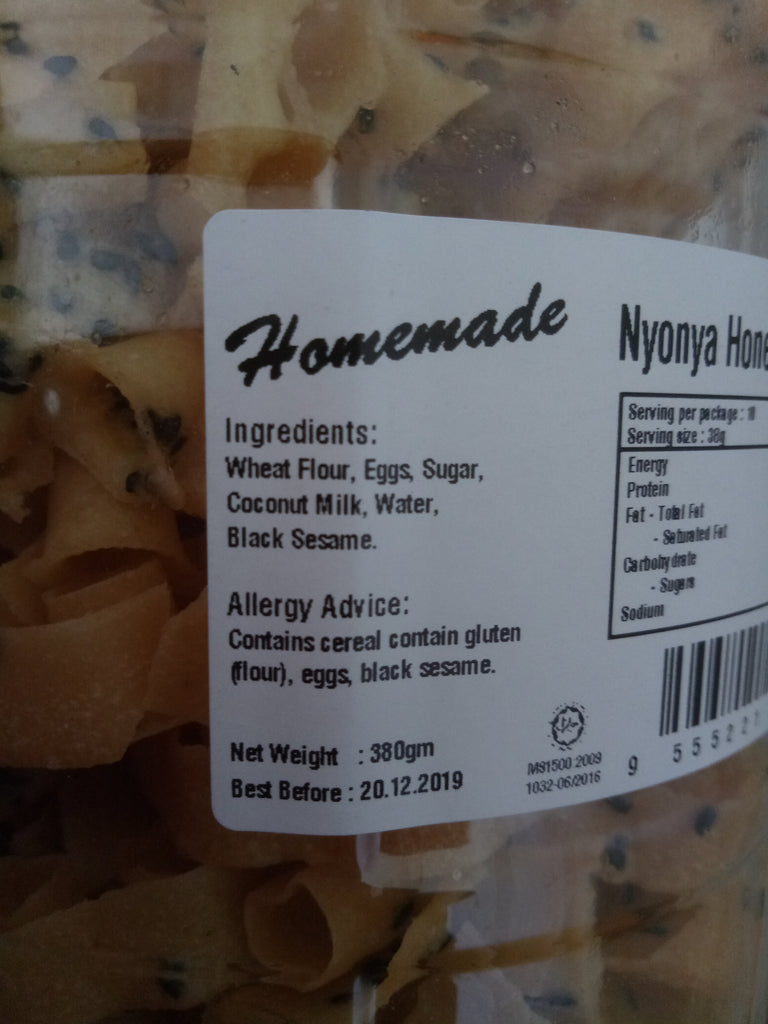 Homemade
Ingredients:
Wheat Flour, Eggs, Sugar,
Coconut Milk, Water,
Black Sesame.
Allergy Advice:
Contains cereal contain gluten
(flour), eggs, black sesame.
Net Weight : 380gm
Best Before : 20.12.2019
MS1500 2009
1032-06/2016
Nyonya Hone
Serving per package : 10
Serving size : 38g
Energy
Protein
Fat - Total Fat
- Saturated Fat
Carbohydrate
- Sugars
Sodium
9 555221